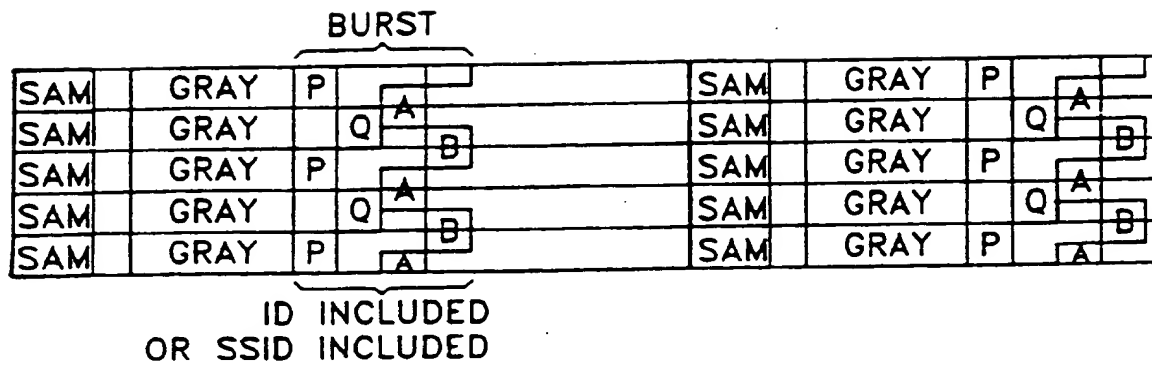 BURST
SAM GRAY P A SAM GRAY P A
SAM GRAY Q B SAM GRAY Q B
SAM GRAY P A SAM GRAY P A
SAM GRAY Q B SAM GRAY Q B
SAM GRAY P A SAM GRAY P A
ID INCLUDED
OR SSID INCLUDED